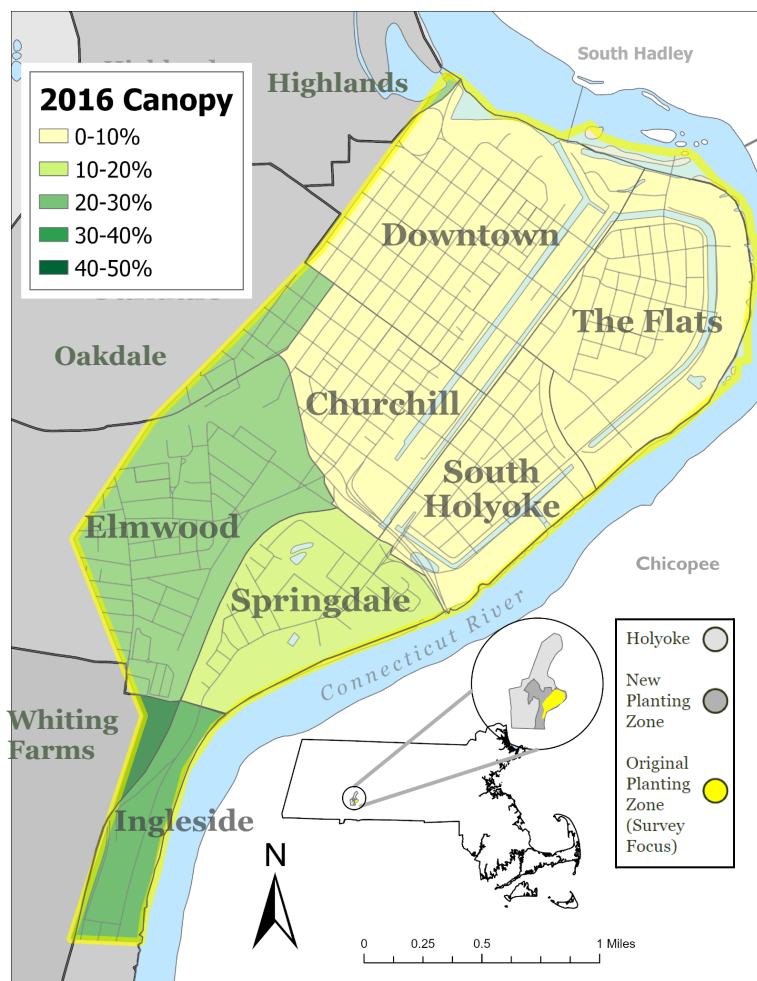 South Hadley
Highlands
2016 Canopy
0-10%
10-20%
20-30%
30-40%
40-50%
Downtown
The Flats
Oakdale
Churchill
South
Holyoke
Elmwood
Springdale
Chicopee
Connecticut River
Whiting
Farms
Ingleside
Holyoke
New
Planting
Zone
Original
Planting
Zone
(Survey
Focus)
N
0 0.25 0.5 1 Miles